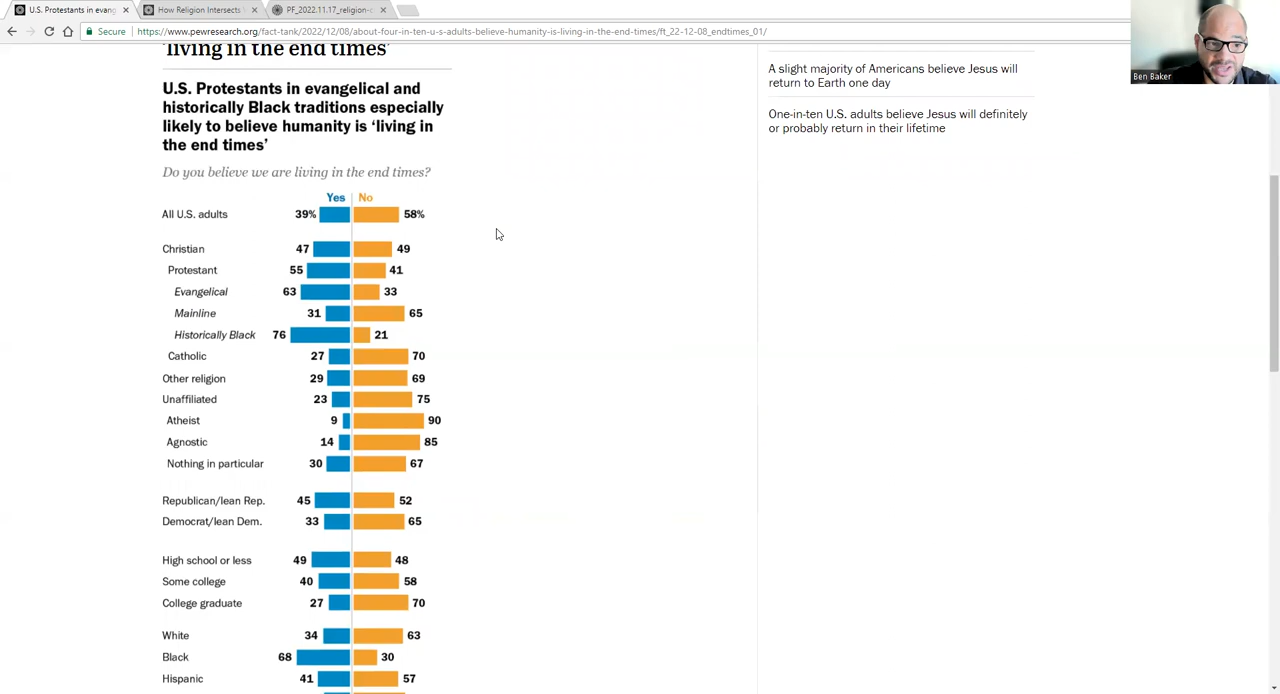 U.S. Protestants in evang
How Religion Intersects
PF_2022.11.17_religion-c
Secure
https://www.pewresearch.org/fact-tank/2022/12/08/about-four-in-ten-u-s-adults-believe-humanity-is-living-in-the-end-times/ft_22-12-08_endtimes_01/
Ben Baker
'living in the end times'
U.S. Protestants in evangelical and
historically Black traditions especially
likely to believe humanity is 'living in
the end times'
Do you believe we are living in the end times?
Yes No
All U.S. adults 39% 58%
Christian 47 49
Protestant 55 41
Evangelical 63 33
Mainline 31 65
Historically Black 76 21
Catholic 27 70
Other religion 29 69
Unaffiliated 23 75
Atheist 9 90
Agnostic 14 85
Nothing in particular 30 67
Republican/lean Rep. 45 52
Democrat/lean Dem. 33 65
High school or less 49 48
Some college 40 58
College graduate 27 70
White 34 63
Black 68 30
Hispanic 41 57
A slight majority of Americans believe Jesus will
return to Earth one day
One-in-ten U.S. adults believe Jesus will definitely
or probably return in their lifetime